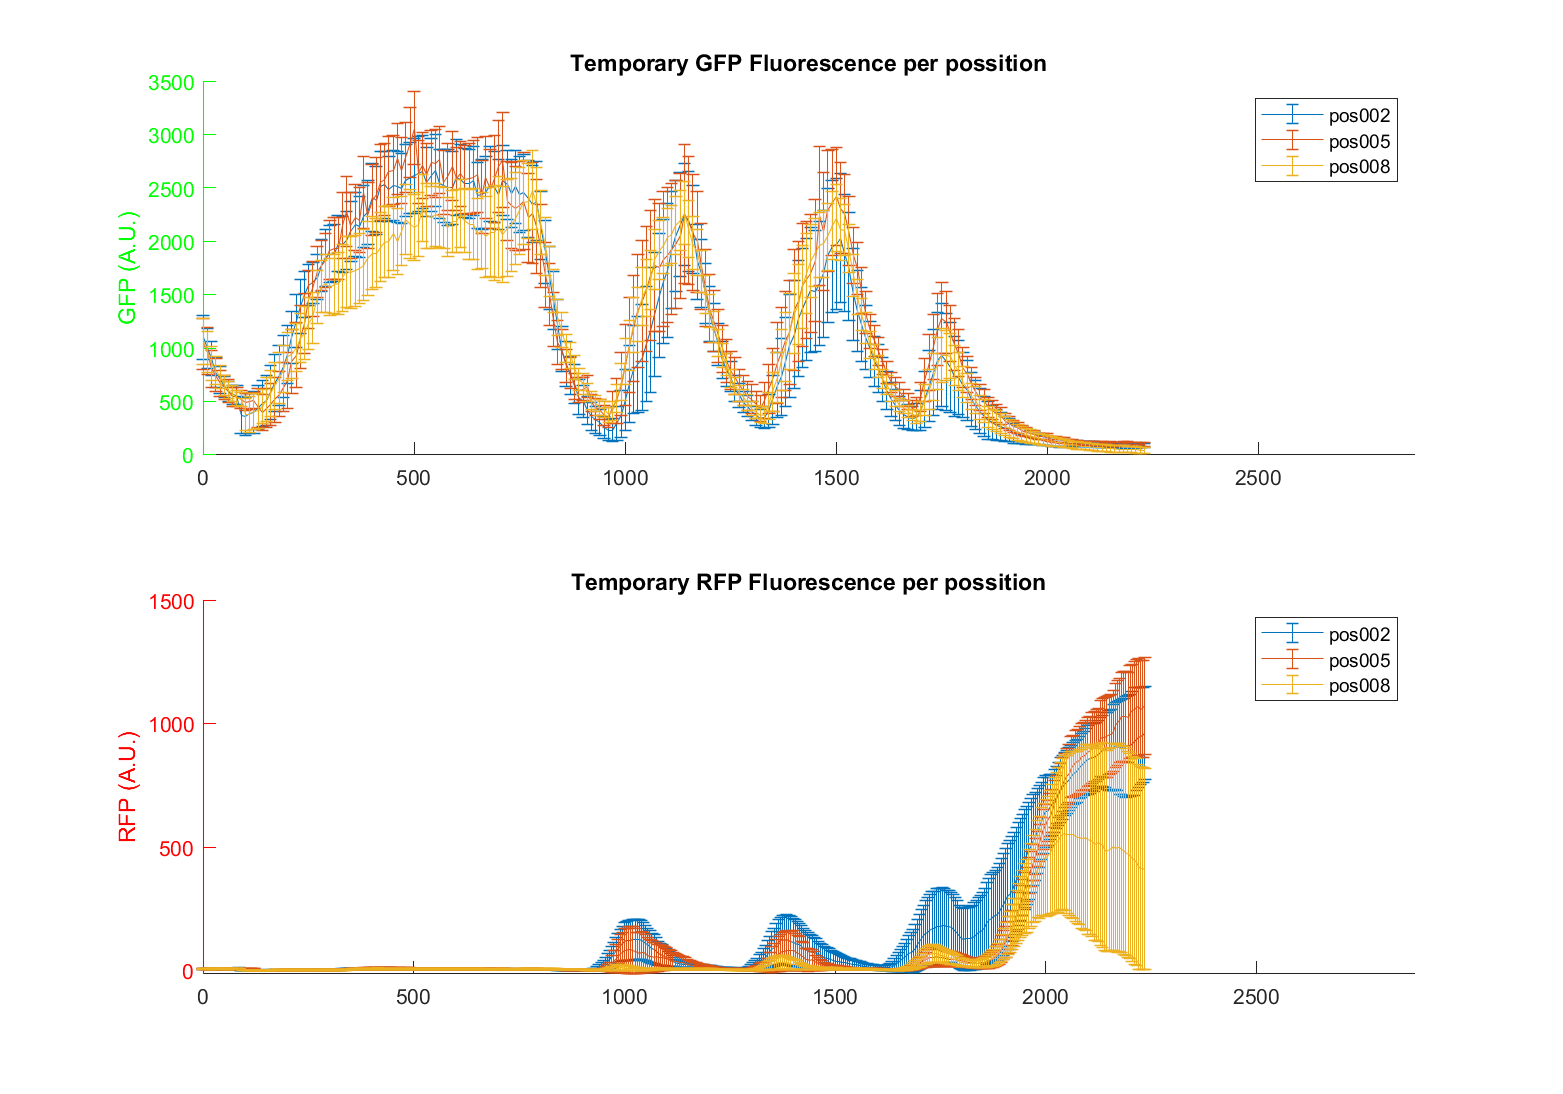 Temporary GFP Fluorescence per possition
GFP (A.U.)
3500
3000
2500
2000
1500
1000
500
0
0 500 1000 1500 2000 2500
pos002
pos005
pos008
Temporary RFP Fluorescence per possition
RFP (A.U.)
1500
1000
500
0
0 500 1000 1500 2000 2500
pos002
pos005
pos008